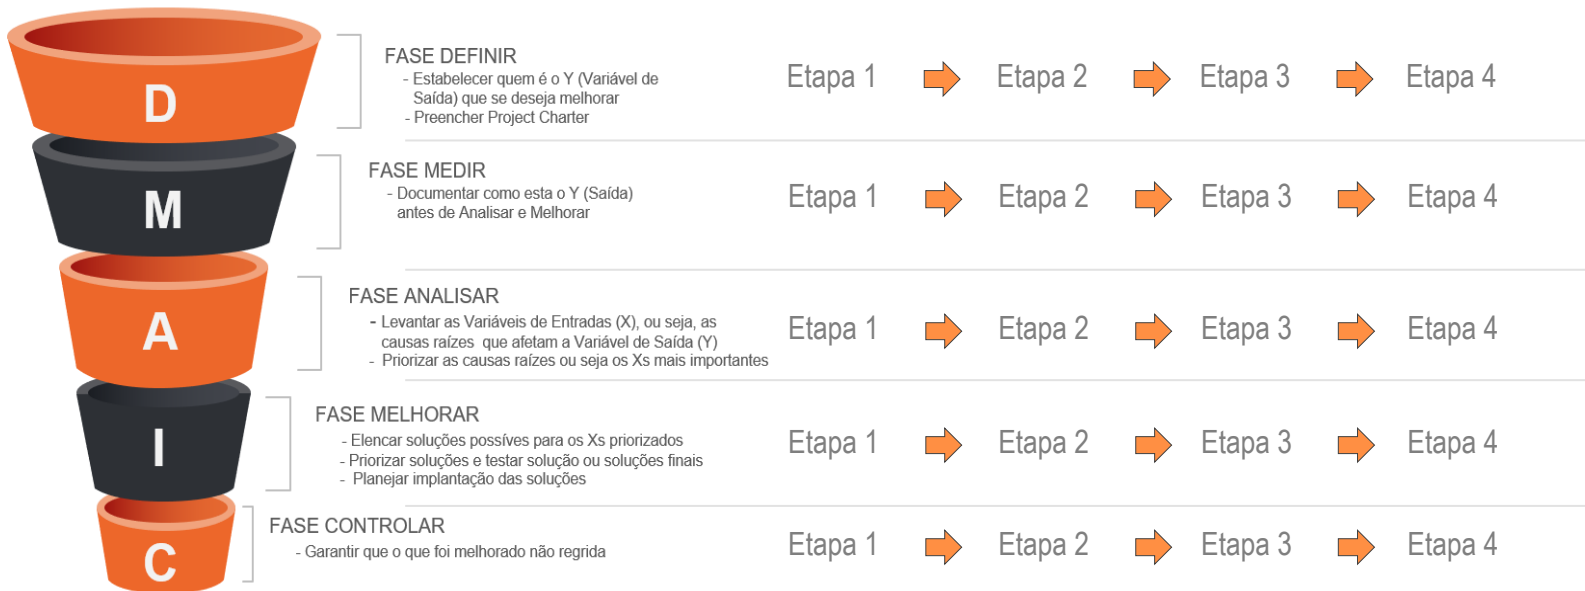 D
FASE DEFINIR
- Estabelecer quem é o Y (Variável de
Saída) que se deseja melhorar
- Preencher Project Charter
Etapa 1
Etapa 2
Etapa 3
Etapa 4
M
FASE MEDIR
- Documentar como esta o Y (Saída)
antes de Analisar e Melhorar
Etapa 1
Etapa 2
Etapa 3
Etapa 4
A
FASE ANALISAR
- Levantar as Variáveis de Entradas (X), ou seja, as
causas raízes que afetam a Variável de Saída (Y)
- Priorizar as causas raízes ou seja os Xs mais importantes
Etapa 1
Etapa 2
Etapa 3
Etapa 4
I
FASE MELHORAR
- Elencar soluções possíves para os Xs priorizados
- Priorizar soluções e testar solução ou soluções finais
- Planejar implantação das soluções
Etapa 1
Etapa 2
Etapa 3
Etapa 4
C
FASE CONTROLAR
- Garantir que o que foi melhorado não regrida
Etapa 1
Etapa 2
Etapa 3
Etapa 4